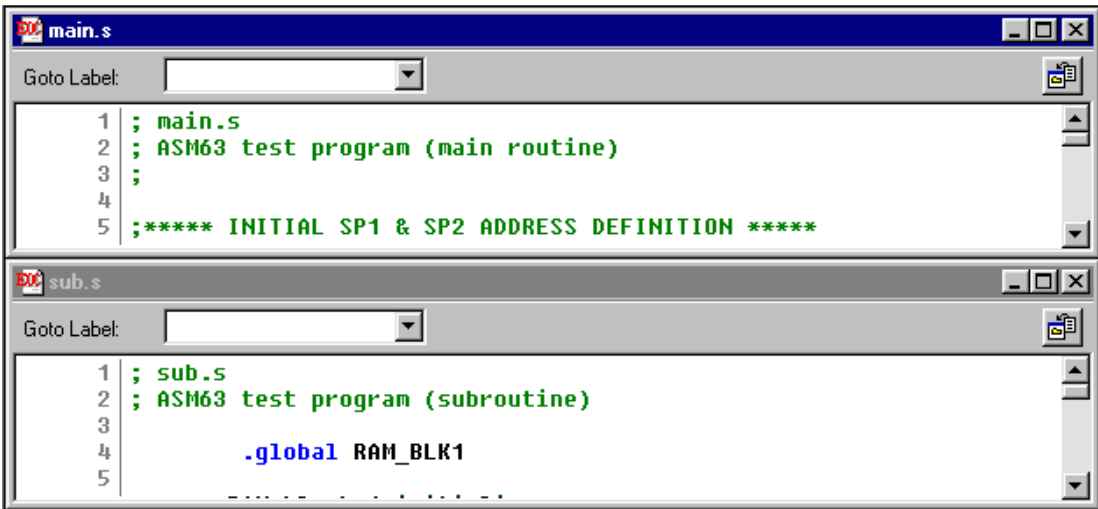 main.s
Goto Label:
1 ; main.s
2 ; ASM63 test program (main routine)
3 ;
4
5 ;***** INITIAL SP1 & SP2 ADDRESS DEFINITION *****
sub.s
Goto Label:
1 ; sub.s
2 ; ASM63 test program (subroutine)
3
4 .global RAM_BLK1
5